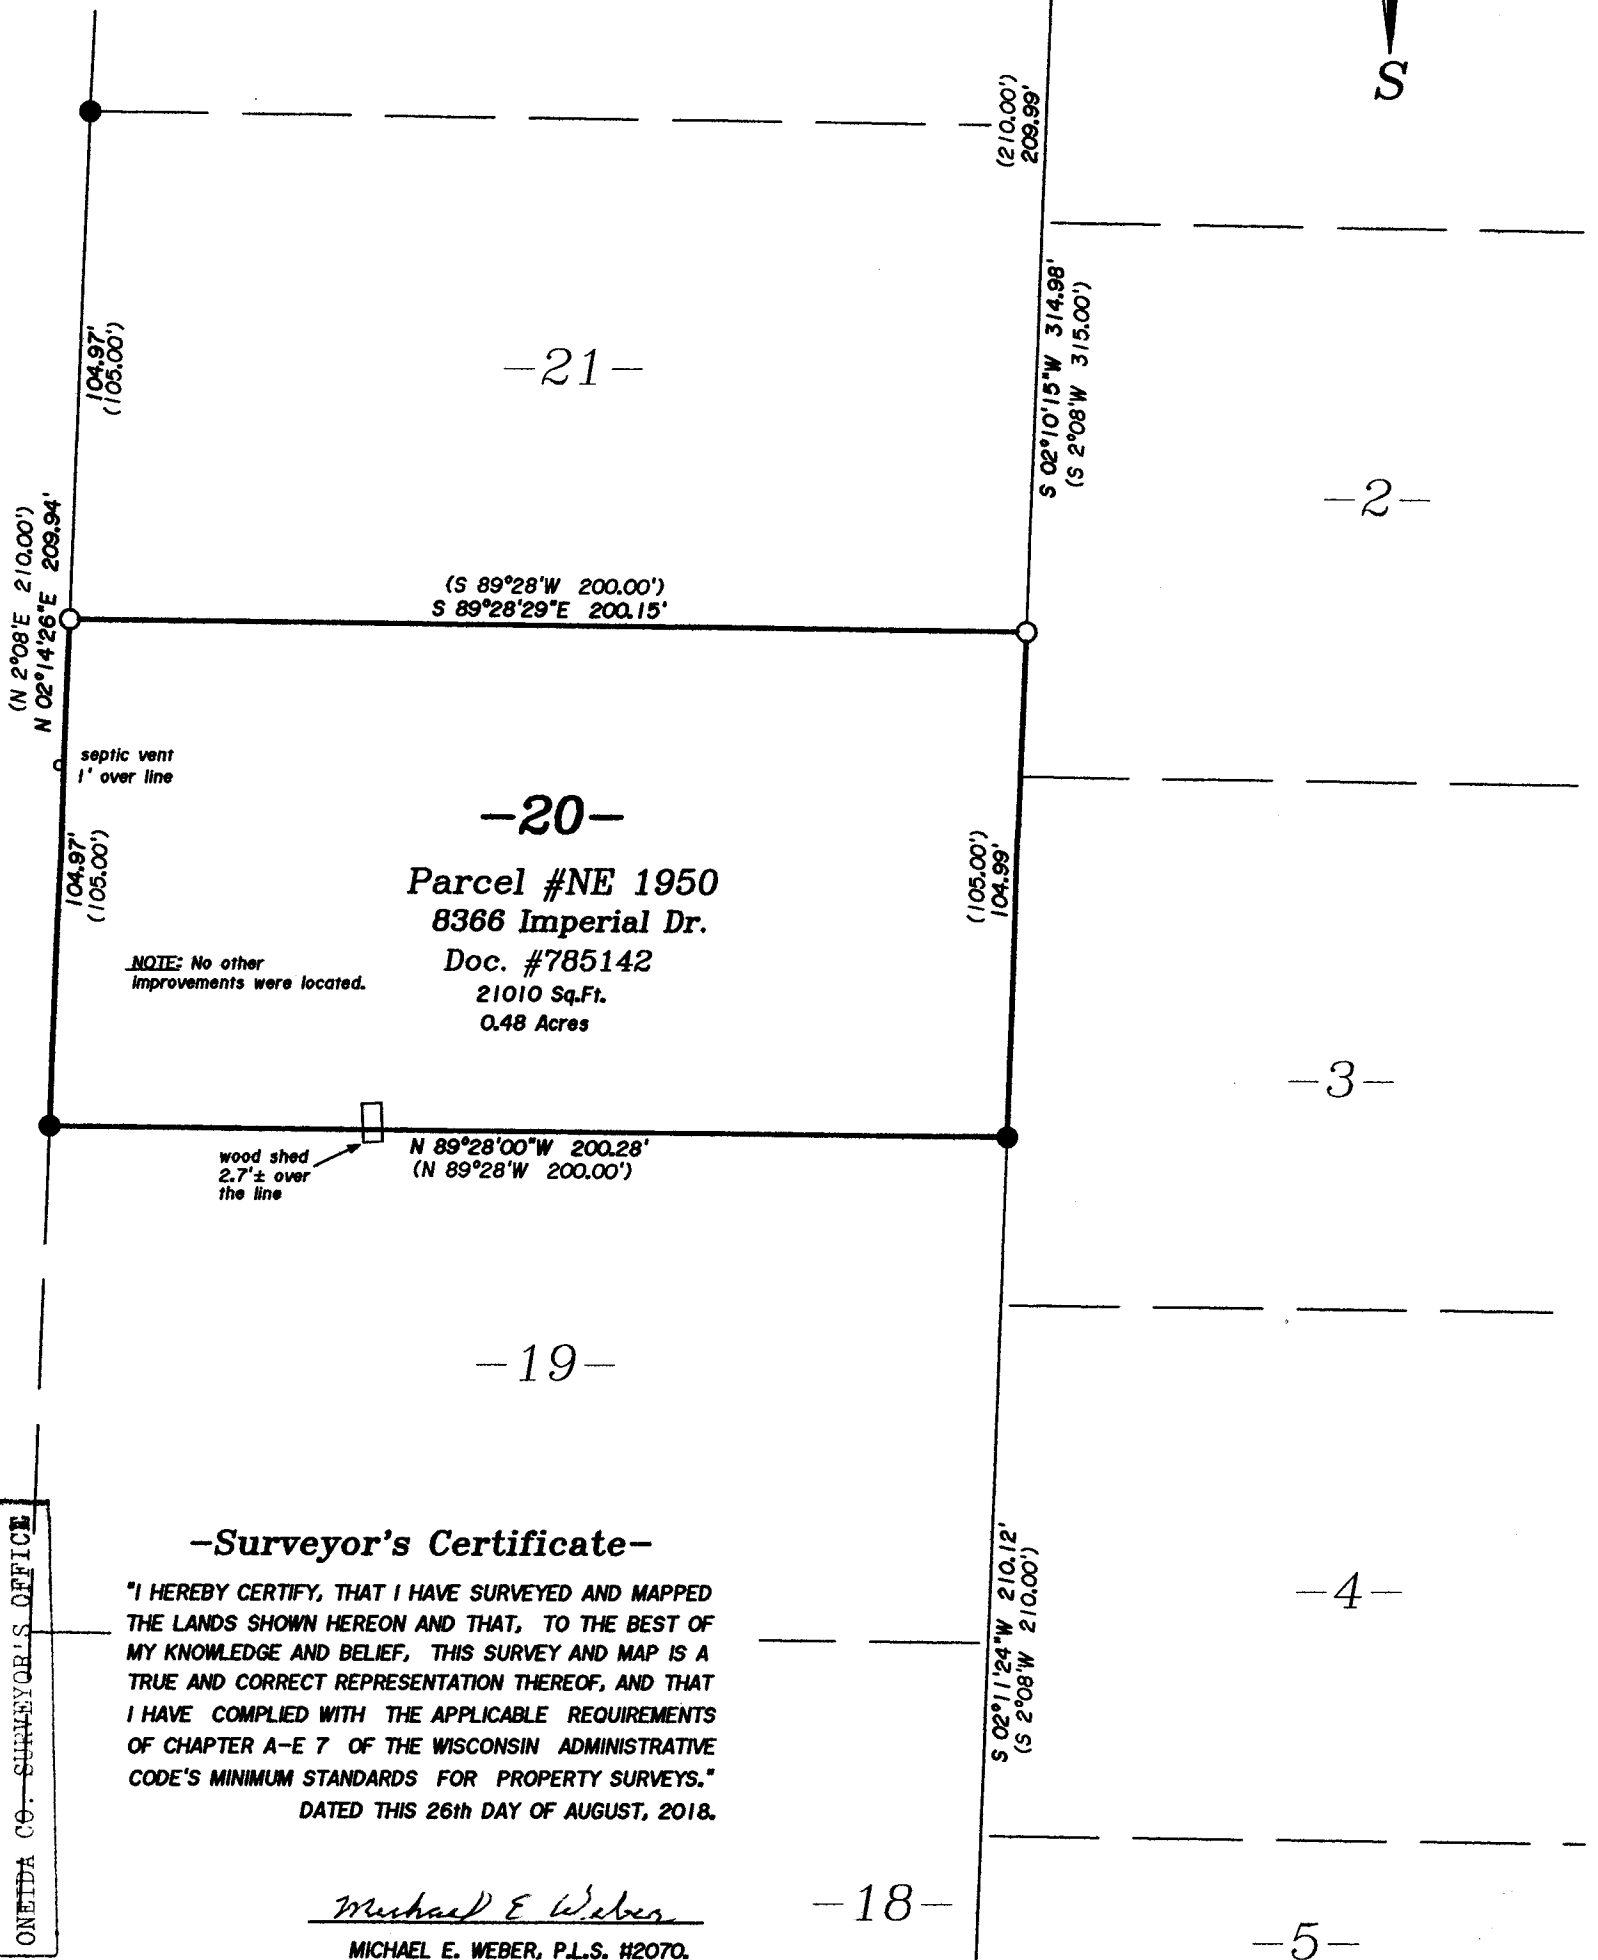 S
(210.00')
209.99'
104.97'
(105.00')
-21-
S 02°10'15"W 314.98'
(S 2°08'W 315.00')
-2-
(N 2°08'E 210.00')
N 02°14'26"E 209.94'
(S 89°28'W 200.00')
S 89°28'29"E 200.15'
septic vent
1' over line
-20-
Parcel #NE 1950
8366 Imperial Dr.
Doc. #785142
21010 Sq.Ft.
0.48 Acres
104.97'
(105.00')
(105.00')
104.99'
NOTE: No other
improvements were located.
-3-
wood shed
2.7'± over
the line
N 89°28'00"W 200.28'
(N 89°28'W 200.00')
-19-
-Surveyor's Certificate-
"I HEREBY CERTIFY, THAT I HAVE SURVEYED AND MAPPED
THE LANDS SHOWN HEREON AND THAT, TO THE BEST OF
MY KNOWLEDGE AND BELIEF, THIS SURVEY AND MAP IS A
TRUE AND CORRECT REPRESENTATION THEREOF, AND THAT
I HAVE COMPLIED WITH THE APPLICABLE REQUIREMENTS
OF CHAPTER A-E 7 OF THE WISCONSIN ADMINISTRATIVE
CODE'S MINIMUM STANDARDS FOR PROPERTY SURVEYS."
DATED THIS 26th DAY OF AUGUST, 2018.
S 02°11'24"W 210.12'
(S 2°08'W 210.00')
-4-
ONEIDA CO. SURVEYOR'S OFFICE
Michael E Weber
MICHAEL E. WEBER, P.L.S. #2070.
-18-
-5-